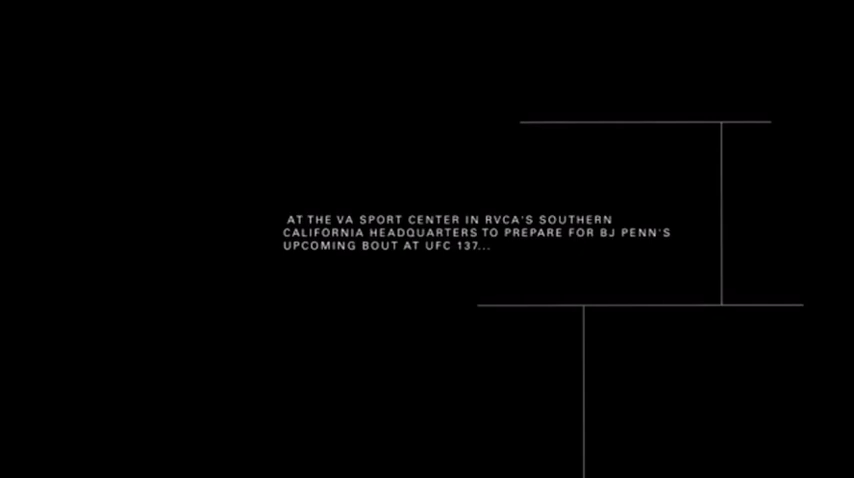 AT THE VA SPORT CENTER IN RVCA'S SOUTHERN
CALIFORNIA HEADQUARTERS TO PREPARE FOR BJ PENN'S
UPCOMING BOUT AT UFC 137...